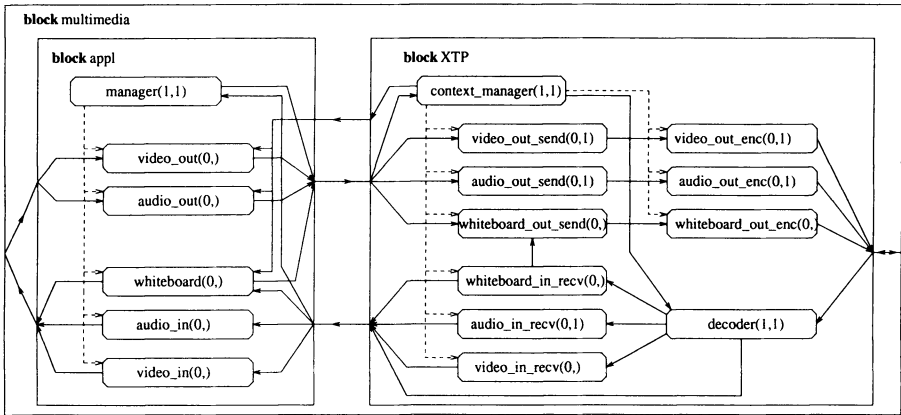 block multimedia
block appl
manager(1,1)
video_out(0,)
audio_out(0,)
whiteboard(0,)
audio_in(0,)
video_in(0,)
block XTP
context_manager(1,1)
video_out_send(0,1)
video_out_enc(0,1)
audio_out_send(0,1)
audio_out_enc(0,1)
whiteboard_out_send(0,)
whiteboard_out_enc(0,)
whiteboard_in_recv(0,)
audio_in_recv(0,1)
decoder(1,1)
video_in_recv(0,)